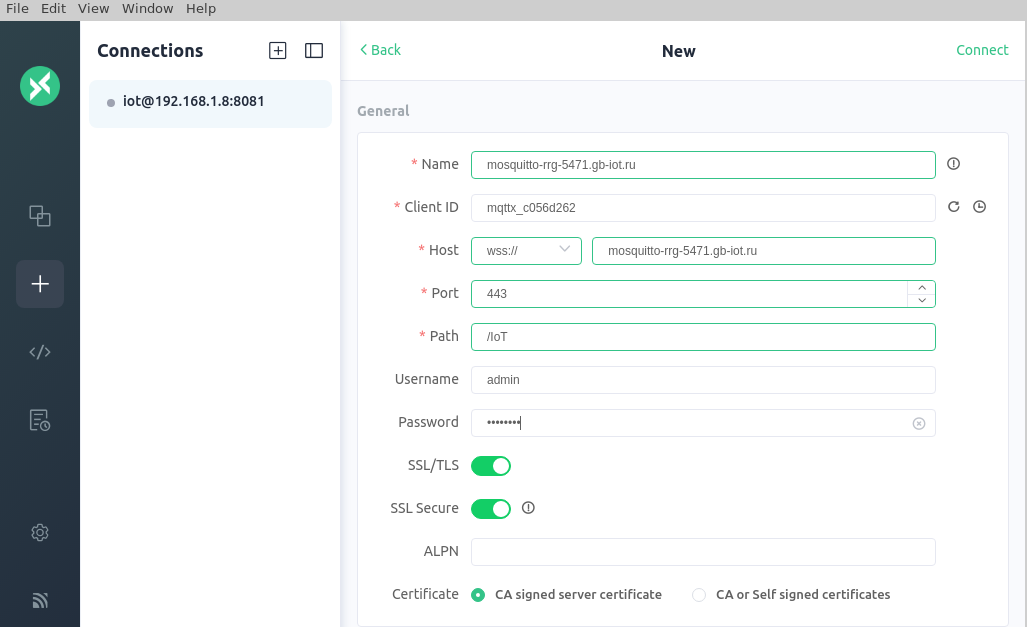 File Edit View Window Help
Connections
iot@192.168.1.8:8081
Back New Connect
General
* Name mosquitto-rrg-5471.gb-iot.ru
* Client ID mqttx_c056d262
* Host wss:// mosquitto-rrg-5471.gb-iot.ru
* Port 443
* Path /IoT
Username admin
Password ••••••••
SSL/TLS
SSL Secure
ALPN
Certificate CA signed server certificate CA or Self signed certificates